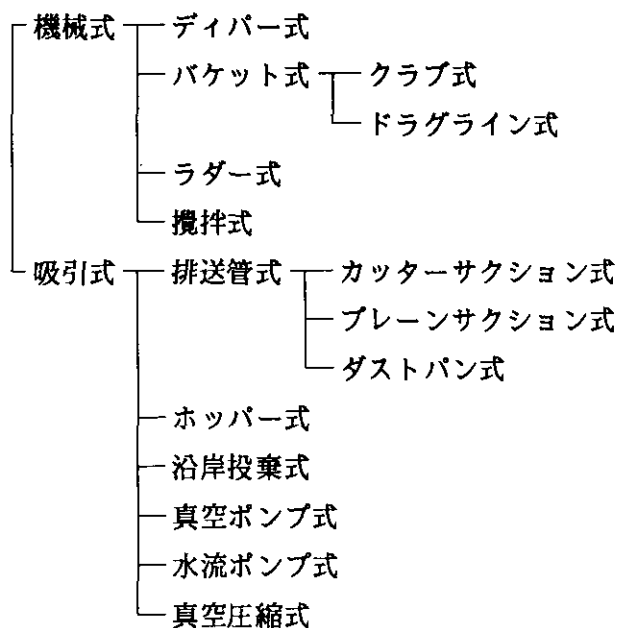 機械式 ディパー式
バケット式 クラブ式
ドラグライン式
ラダー式
攪拌式
吸引式 排送管式 カッターサクション式
プレーンサクション式
ダストパン式
ホッパー式
沿岸投棄式
真空ポンプ式
水流ポンプ式
真空圧縮式